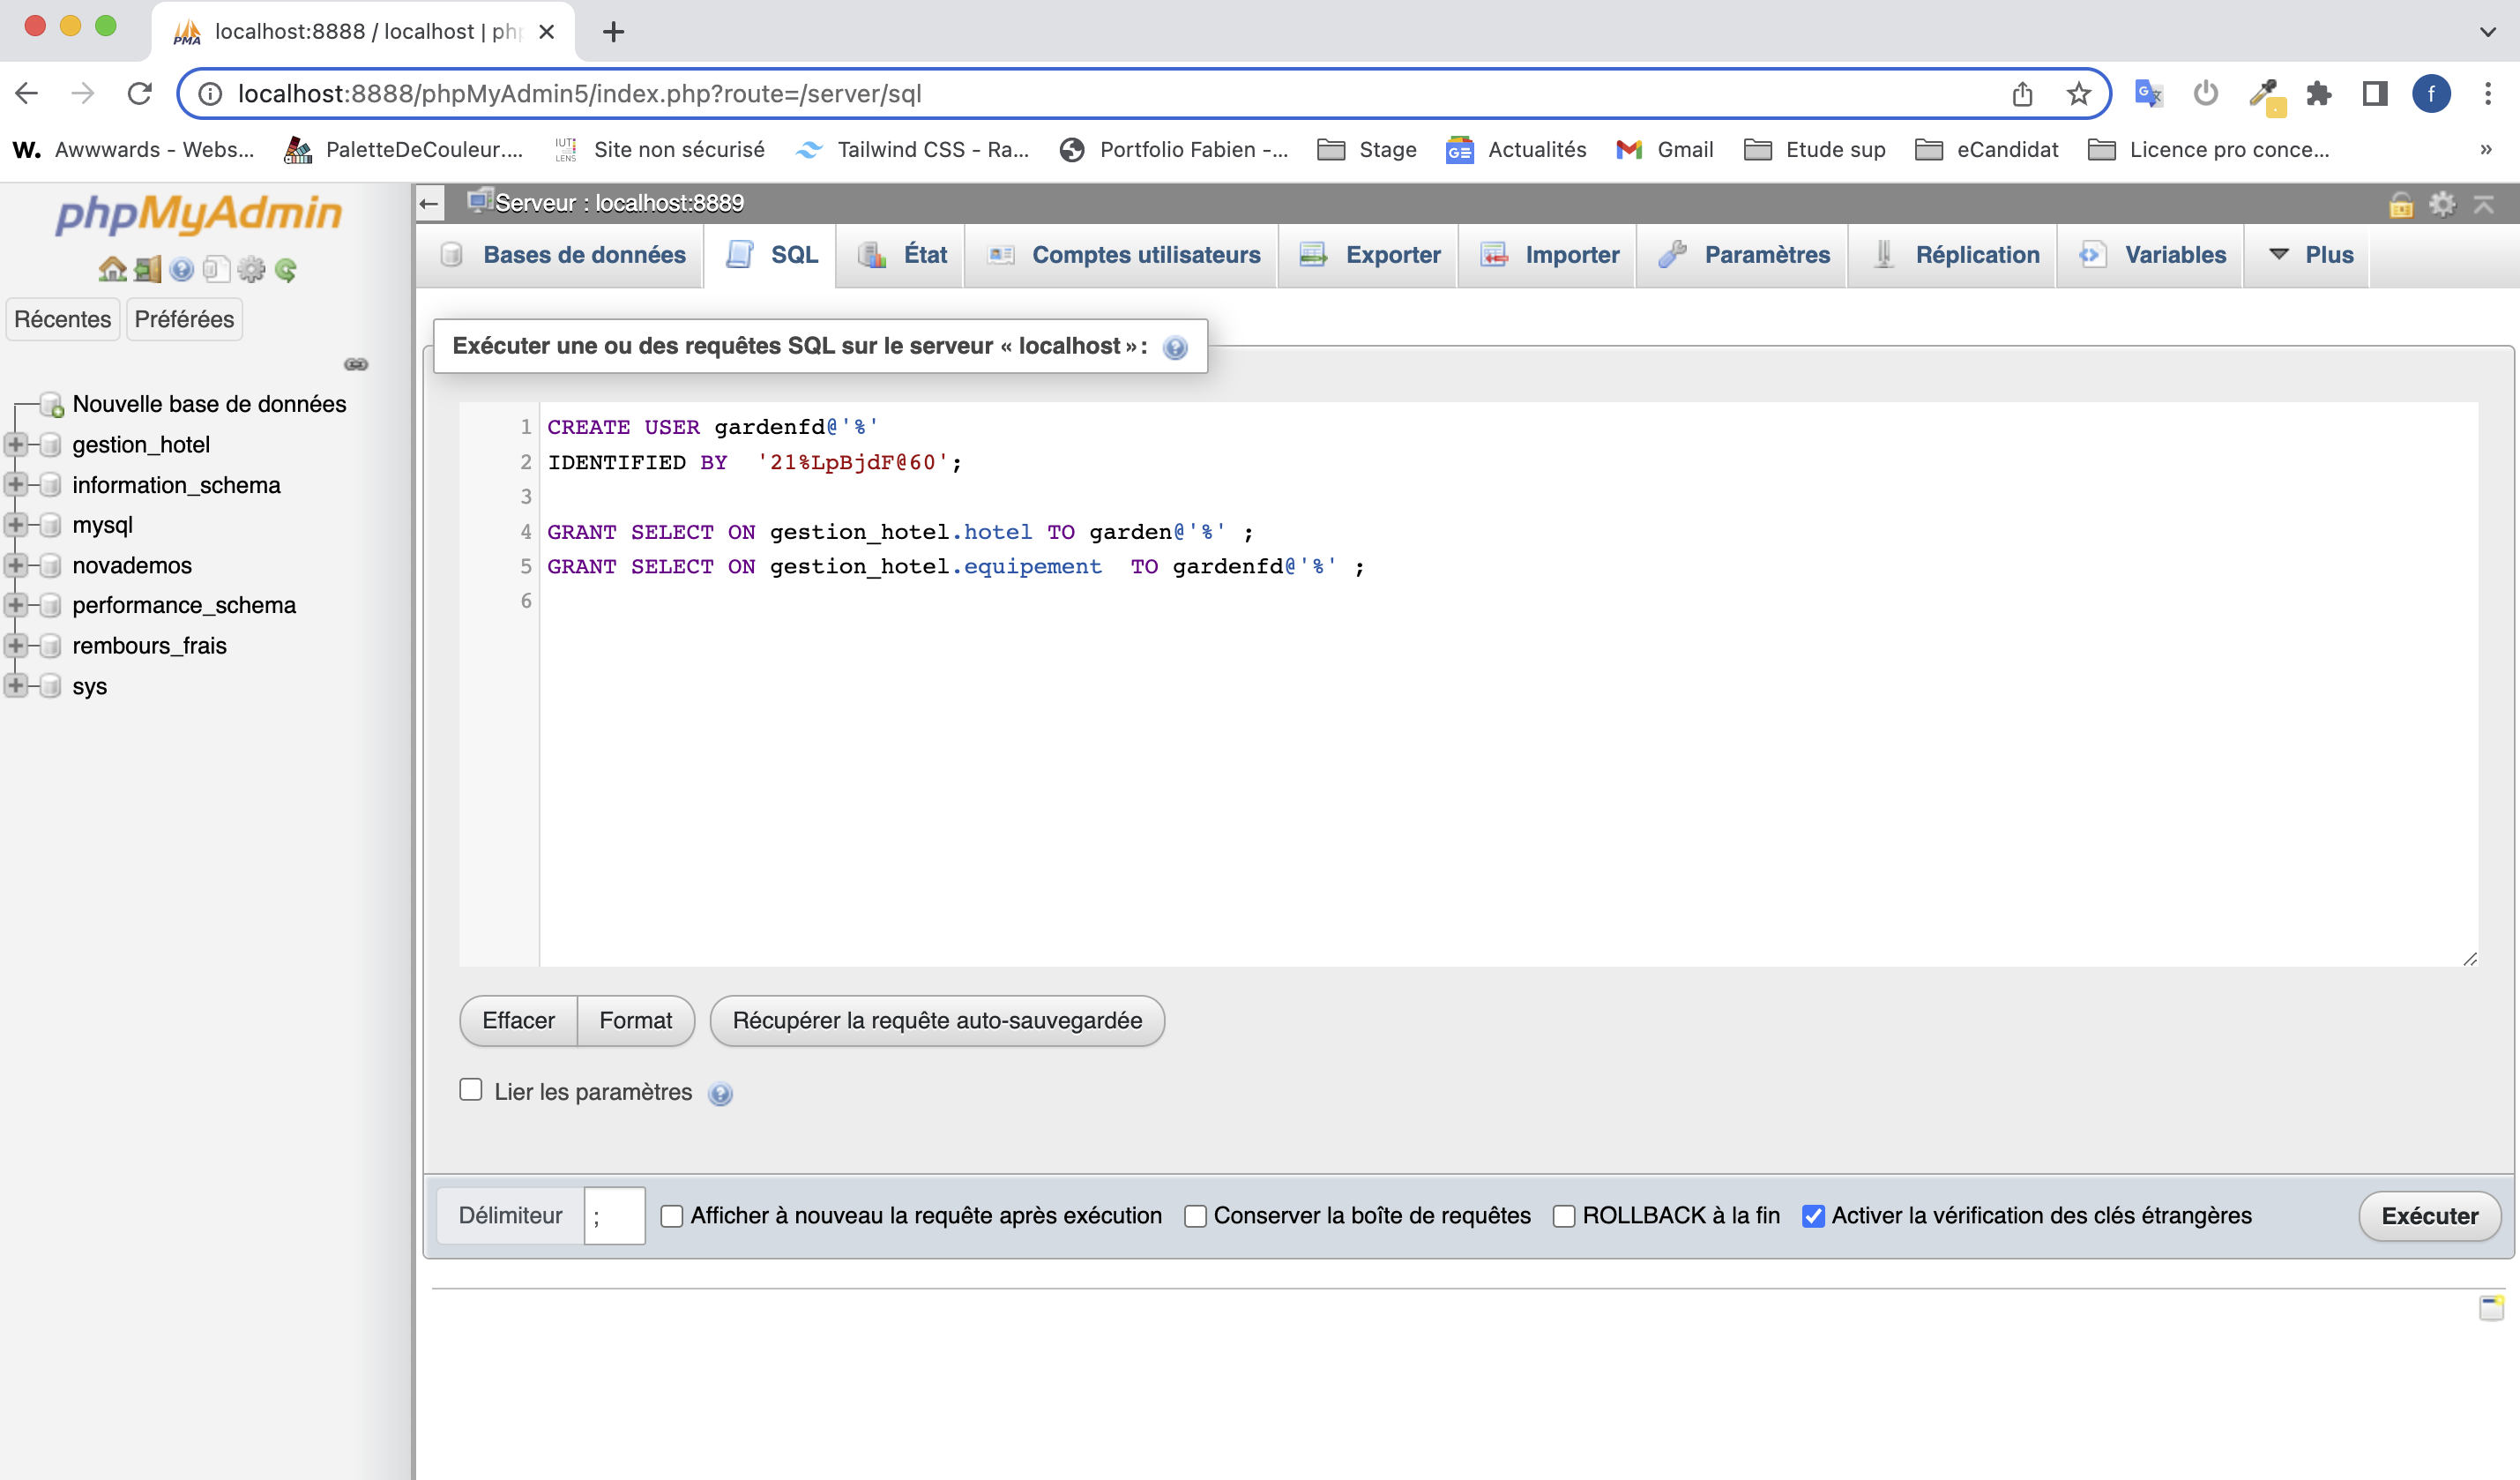 localhost:8888 / localhost | ph
localhost:8888/phpMyAdmin5/index.php?route=/server/sql
f
W. Awwwards - Webs... PaletteDeCouleur.... IUT LENS Site non sécurisé Tailwind CSS - Ra... Portfolio Fabien -... Stage GE Actualités Gmail Etude sup eCandidat Licence pro conce... »
phpMyAdmin
Récentes Préférées
Nouvelle base de données
gestion_hotel
information_schema
mysql
novademos
performance_schema
rembours_frais
sys
Serveur : localhost:8889
Bases de données SQL État Comptes utilisateurs Exporter Importer Paramètres Réplication Variables Plus
Exécuter une ou des requêtes SQL sur le serveur « localhost » :
1 CREATE USER gardenfd@'%'
2 IDENTIFIED BY '21%LpBjdF@60';
3
4 GRANT SELECT ON gestion_hotel.hotel TO garden@'%' ;
5 GRANT SELECT ON gestion_hotel.equipement TO gardenfd@'%' ;
6
Effacer Format Récupérer la requête auto-sauvegardée
Lier les paramètres
Délimiteur ; Afficher à nouveau la requête après exécution Conserver la boîte de requêtes ROLLBACK à la fin Activer la vérification des clés étrangères Exécuter